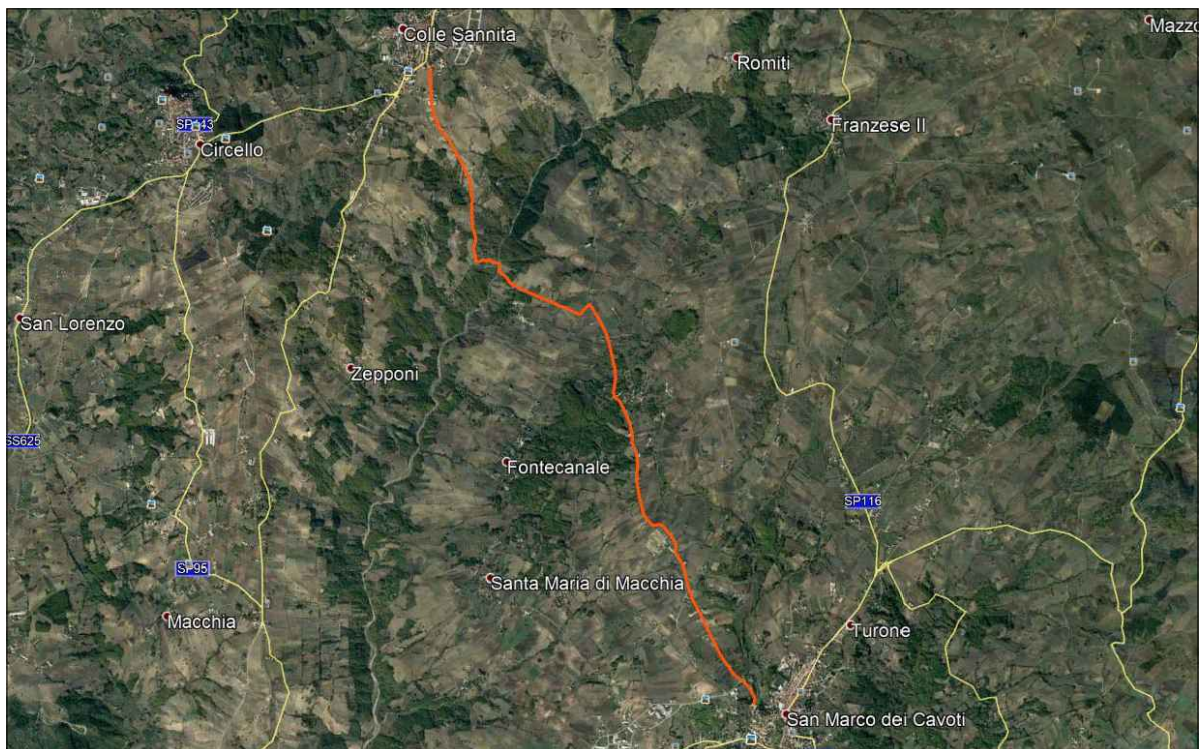 Mazzo
Colle Sannita
Romiti
Franzese II
SP143
Circello
San Lorenzo
Zepponi
SS625
Fontecanale
SP116
SP95
Santa Maria di Macchia
Macchia
Turone
San Marco dei Cavoti